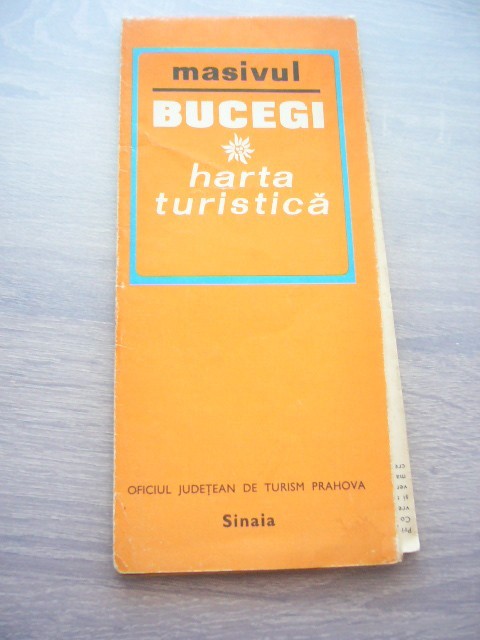 masivul
BUCEGI
harta
turistică
OFICIUL JUDEȚEAN DE TURISM PRAHOVA
Sinaia